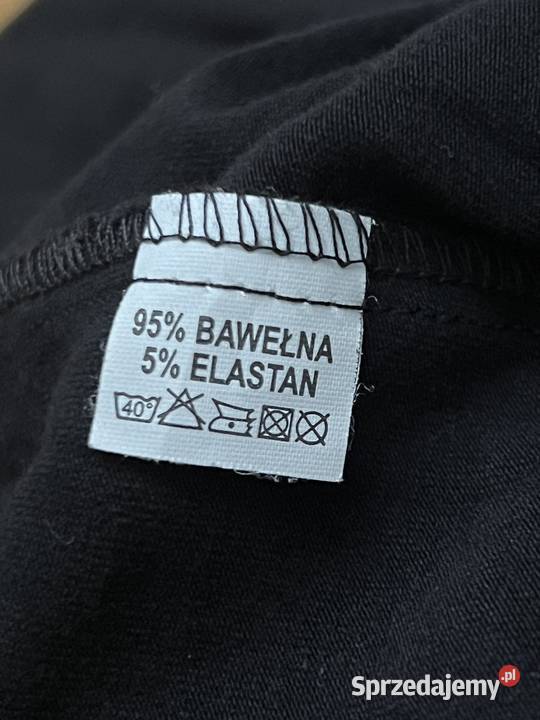 95% BAWEŁNA
5% ELASTAN
40°
Sprzedajemy.pl